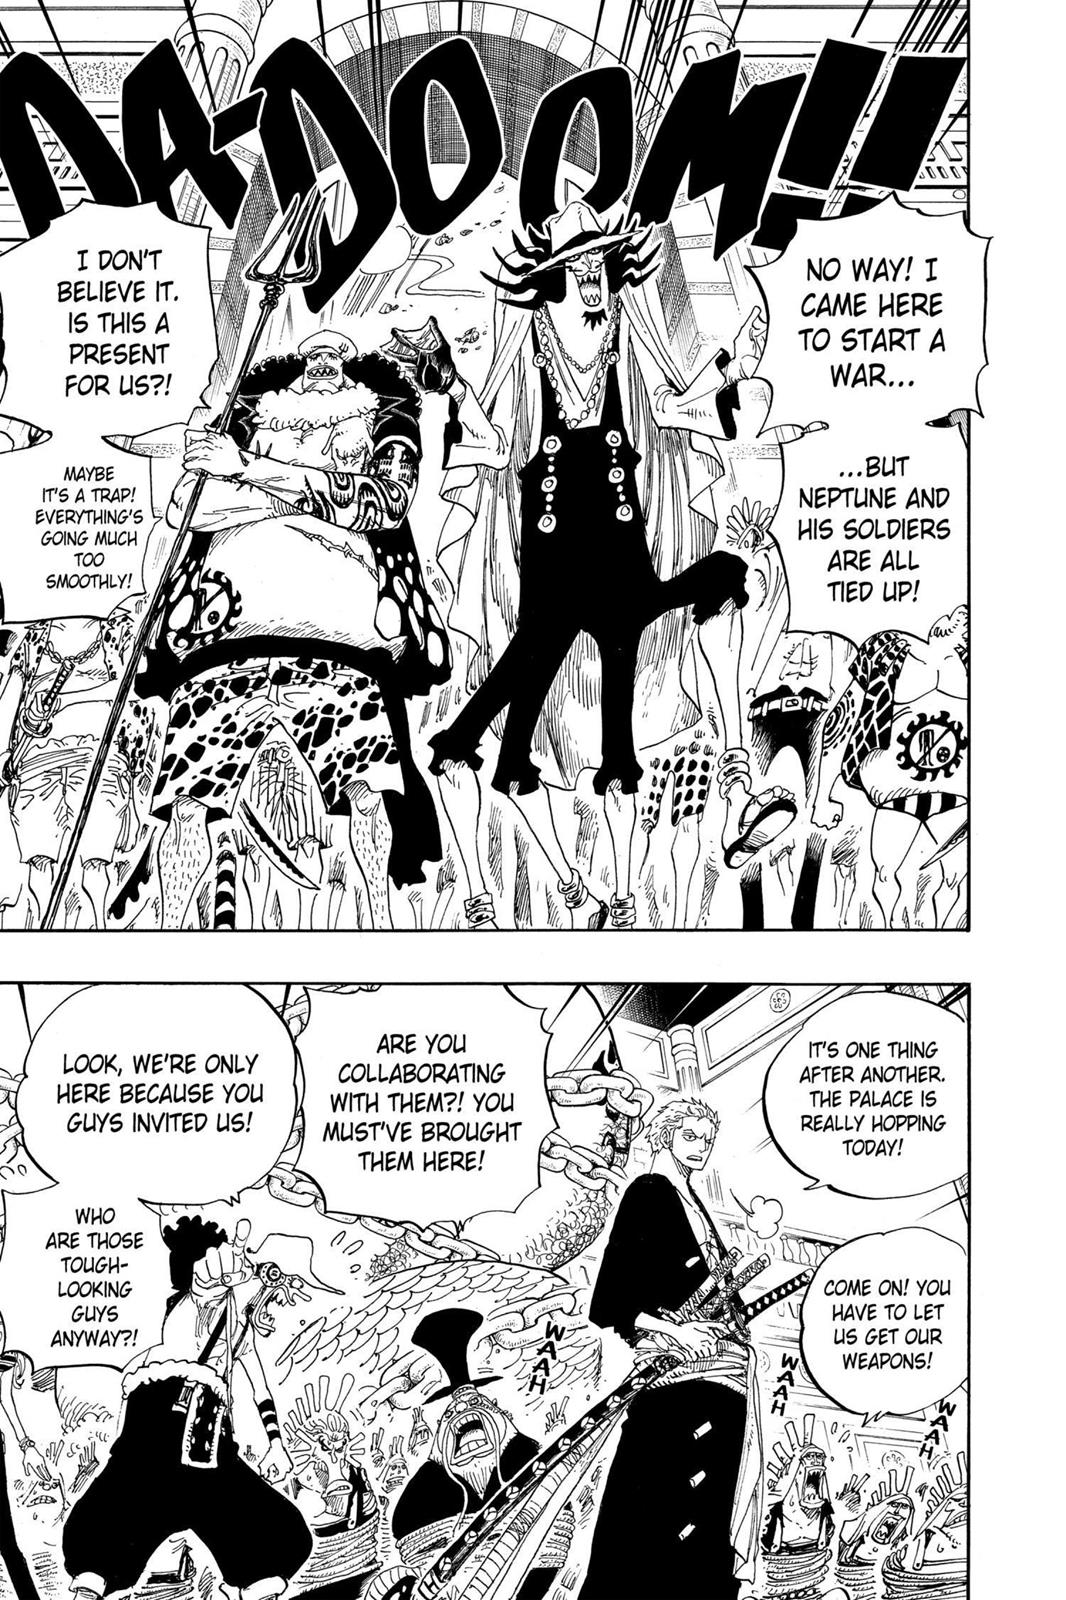 DA-DOOM!!
NO WAY! I
CAME HERE
TO START A
WAR...
...BUT
NEPTUNE AND
HIS SOLDIERS
ARE ALL
TIED UP!
I DON'T
BELIEVE IT.
IS THIS A
PRESENT
FOR US?!
MAYBE
IT'S A TRAP!
EVERYTHING'S
GOING MUCH
TOO
SMOOTHLY!
IT'S ONE THING
AFTER ANOTHER.
THE PALACE IS
REALLY HOPPING
TODAY!
COME ON! YOU
HAVE TO LET
US GET OUR
WEAPONS!
WAAH
WAAH
WAAH
ARE YOU
COLLABORATING
WITH THEM?! YOU
MUST'VE BROUGHT
THEM HERE!
LOOK, WE'RE ONLY
HERE BECAUSE YOU
GUYS INVITED US!
WHO
ARE THOSE
TOUGH-
LOOKING
GUYS
ANYWAY?!